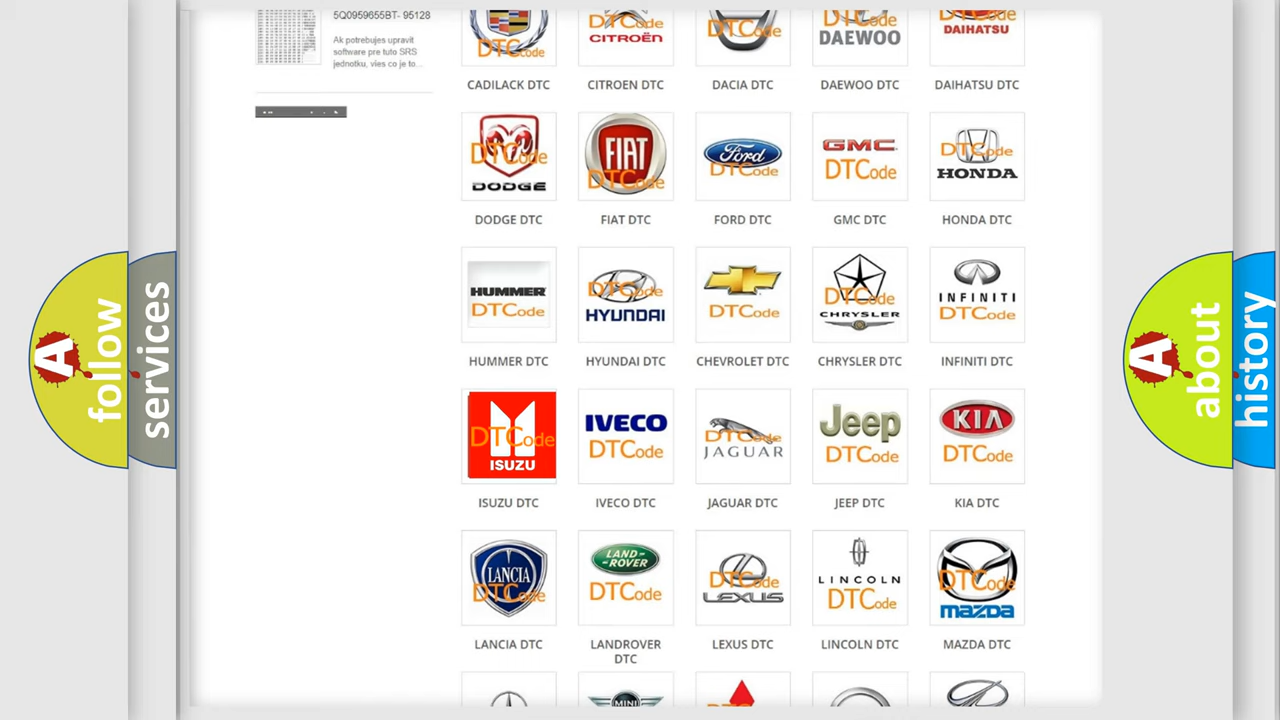 5Q0959655BT- 95128
Ak potrebujes upravit
software pre tuto SRS
jednotku, vies co je to...
DTCode
DTCode
CITROËN
DTCode
DAEWOO
DTCode
DAIHATSU
CADILACK DTC
CITROEN DTC
DACIA DTC
DAEWOO DTC
DAIHATSU DTC
DTCode
DODGE
FIAT
DTCode
Ford
DTCode
GMC
DTCode
DTCode
HONDA
DODGE DTC
FIAT DTC
FORD DTC
GMC DTC
HONDA DTC
HUMMER
DTCode
DTCode
HYUNDAI
DTCode
DTCode
CHRYSLER
INFINITI
DTCode
HUMMER DTC
HYUNDAI DTC
CHEVROLET DTC
CHRYSLER DTC
INFINITI DTC
DTCode
ISUZU
IVECO
DTCode
DTCode
JAGUAR
Jeep
DTCode
KIA
DTCode
ISUZU DTC
IVECO DTC
JAGUAR DTC
JEEP DTC
KIA DTC
LANCIA
DTCode
LAND-
ROVER
DTCode
DTCode
LEXUS
LINCOLN
DTCode
DTCode
mazda
LANCIA DTC
LANDROVER
DTC
LEXUS DTC
LINCOLN DTC
MAZDA DTC
MINI
A
follow
services
A
about
history